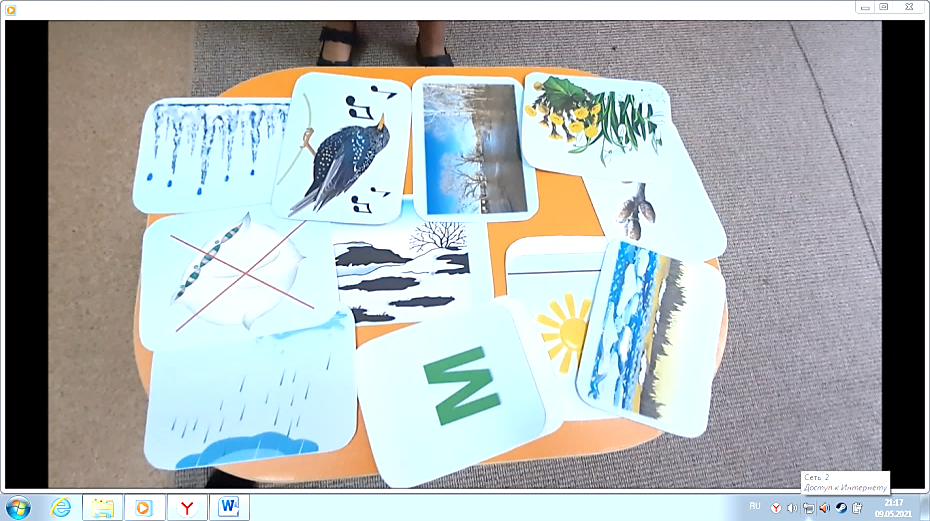 М
Сеть 2
Доступ к Интернету
RU
21:17
09.05.2021